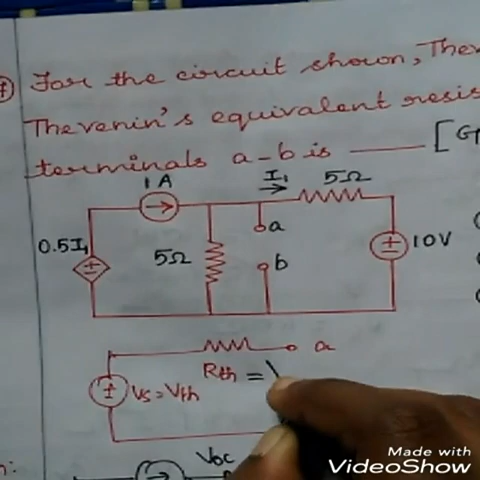 For the circuit shown, The
Thevenin's equivalent resis
terminals a-b is ——— [G
1 A
I₁
5Ω
0.5I₁
5Ω
a
b
10V
a
Rth =
Vs = Vth
Voc
Made with
VideoShow